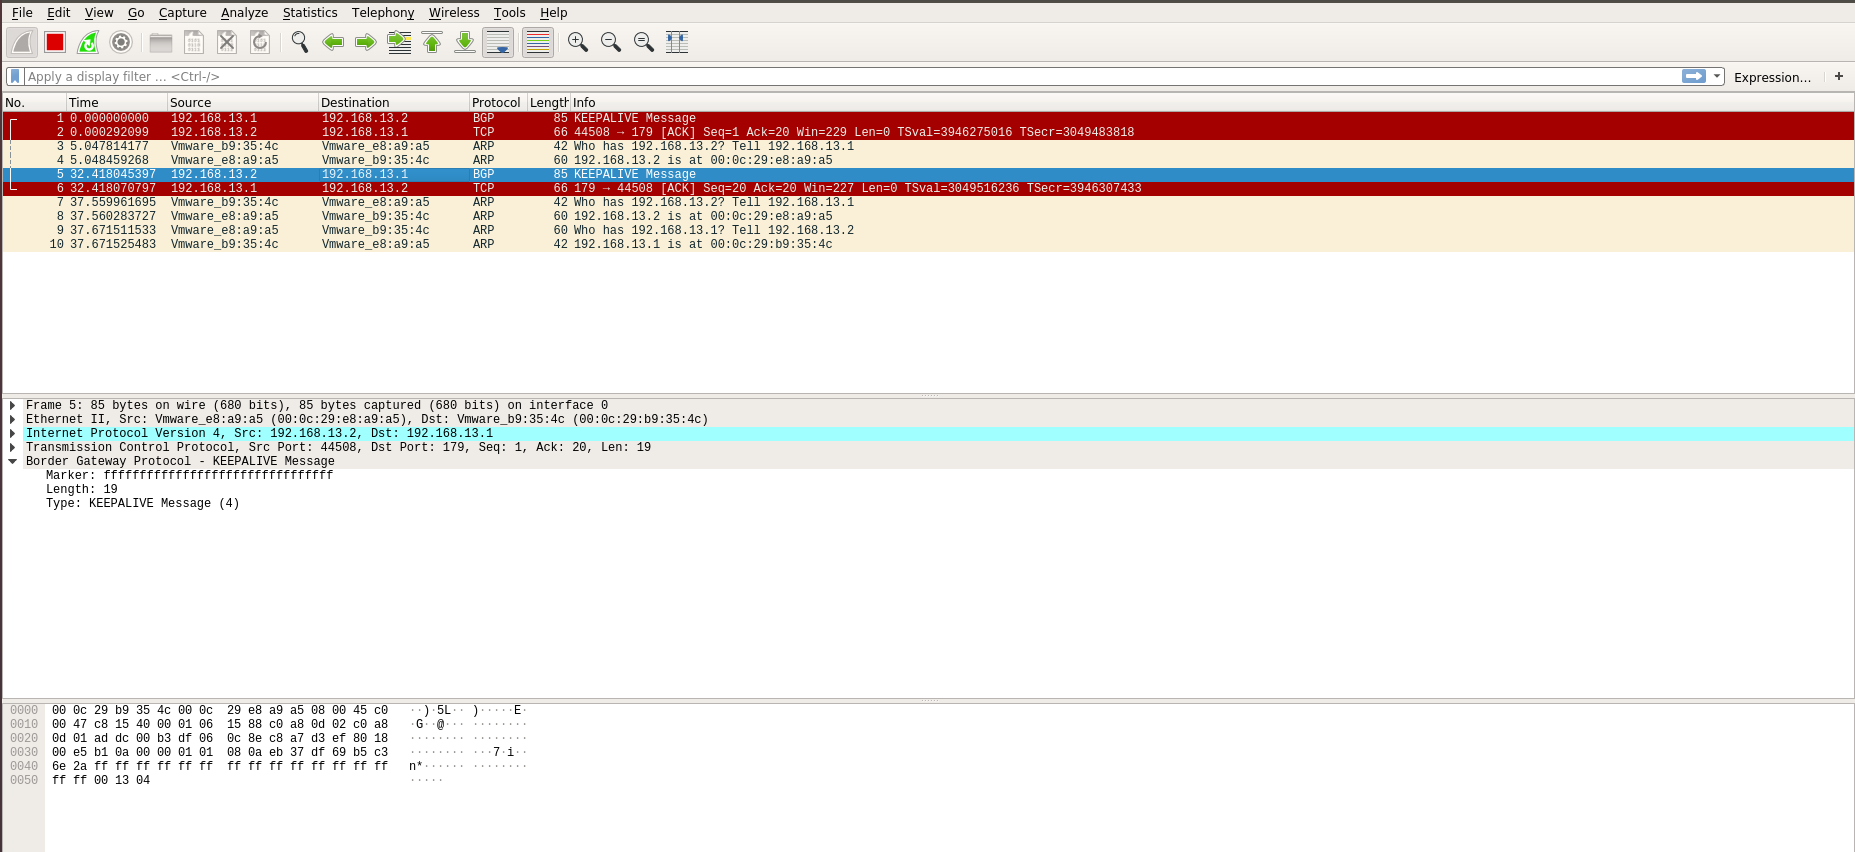 File Edit View Go Capture Analyze Statistics Telephony Wireless Tools Help
Apply a display filter … <Ctrl-/> Expression… +
No. Time Source Destination Protocol Length Info
1 0.000000000 192.168.13.1 192.168.13.2 BGP 85 KEEPALIVE Message
2 0.000292099 192.168.13.2 192.168.13.1 TCP 66 44508 → 179 [ACK] Seq=1 Ack=20 Win=229 Len=0 TSval=3946275016 TSecr=3049483818
3 5.047814177 Vmware_b9:35:4c Vmware_e8:a9:a5 ARP 42 Who has 192.168.13.2? Tell 192.168.13.1
4 5.048459268 Vmware_e8:a9:a5 Vmware_b9:35:4c ARP 60 192.168.13.2 is at 00:0c:29:e8:a9:a5
5 32.418045397 192.168.13.2 192.168.13.1 BGP 85 KEEPALIVE Message
6 32.418070797 192.168.13.1 192.168.13.2 TCP 66 179 → 44508 [ACK] Seq=20 Ack=20 Win=227 Len=0 TSval=3049516236 TSecr=3946307433
7 37.559961695 Vmware_b9:35:4c Vmware_e8:a9:a5 ARP 42 Who has 192.168.13.2? Tell 192.168.13.1
8 37.560283727 Vmware_e8:a9:a5 Vmware_b9:35:4c ARP 60 192.168.13.2 is at 00:0c:29:e8:a9:a5
9 37.671511533 Vmware_e8:a9:a5 Vmware_b9:35:4c ARP 60 Who has 192.168.13.1? Tell 192.168.13.2
10 37.671525483 Vmware_b9:35:4c Vmware_e8:a9:a5 ARP 42 192.168.13.1 is at 00:0c:29:b9:35:4c
Frame 5: 85 bytes on wire (680 bits), 85 bytes captured (680 bits) on interface 0
Ethernet II, Src: Vmware_e8:a9:a5 (00:0c:29:e8:a9:a5), Dst: Vmware_b9:35:4c (00:0c:29:b9:35:4c)
Internet Protocol Version 4, Src: 192.168.13.2, Dst: 192.168.13.1
Transmission Control Protocol, Src Port: 44508, Dst Port: 179, Seq: 1, Ack: 20, Len: 19
Border Gateway Protocol - KEEPALIVE Message
Marker: ffffffffffffffffffffffffffffffff
Length: 19
Type: KEEPALIVE Message (4)
0000 00 0c 29 b9 35 4c 00 0c 29 e8 a9 a5 08 00 45 c0 ··)·5L·· )·····E·
0010 00 47 c8 15 40 00 01 06 15 88 c0 a8 0d 02 c0 a8 ·G··@··· ········
0020 0d 01 ad dc 00 b3 df 06 0c 8e c8 a7 d3 ef 80 18 ········ ········
0030 00 e5 b1 0a 00 00 01 01 08 0a eb 37 df 69 b5 c3 ········ ···7·i··
0040 6e 2a ff ff ff ff ff ff ff ff ff ff ff ff ff ff n*······ ········
0050 ff ff 00 13 04 ·····